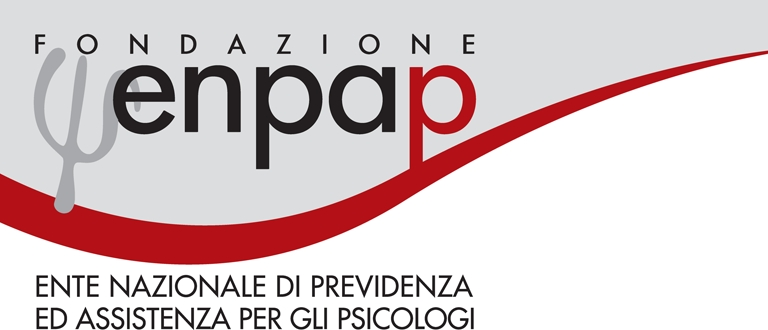 FONDAZIONE
enpap
ENTE NAZIONALE DI PREVIDENZA
ED ASSISTENZA PER GLI PSICOLOGI